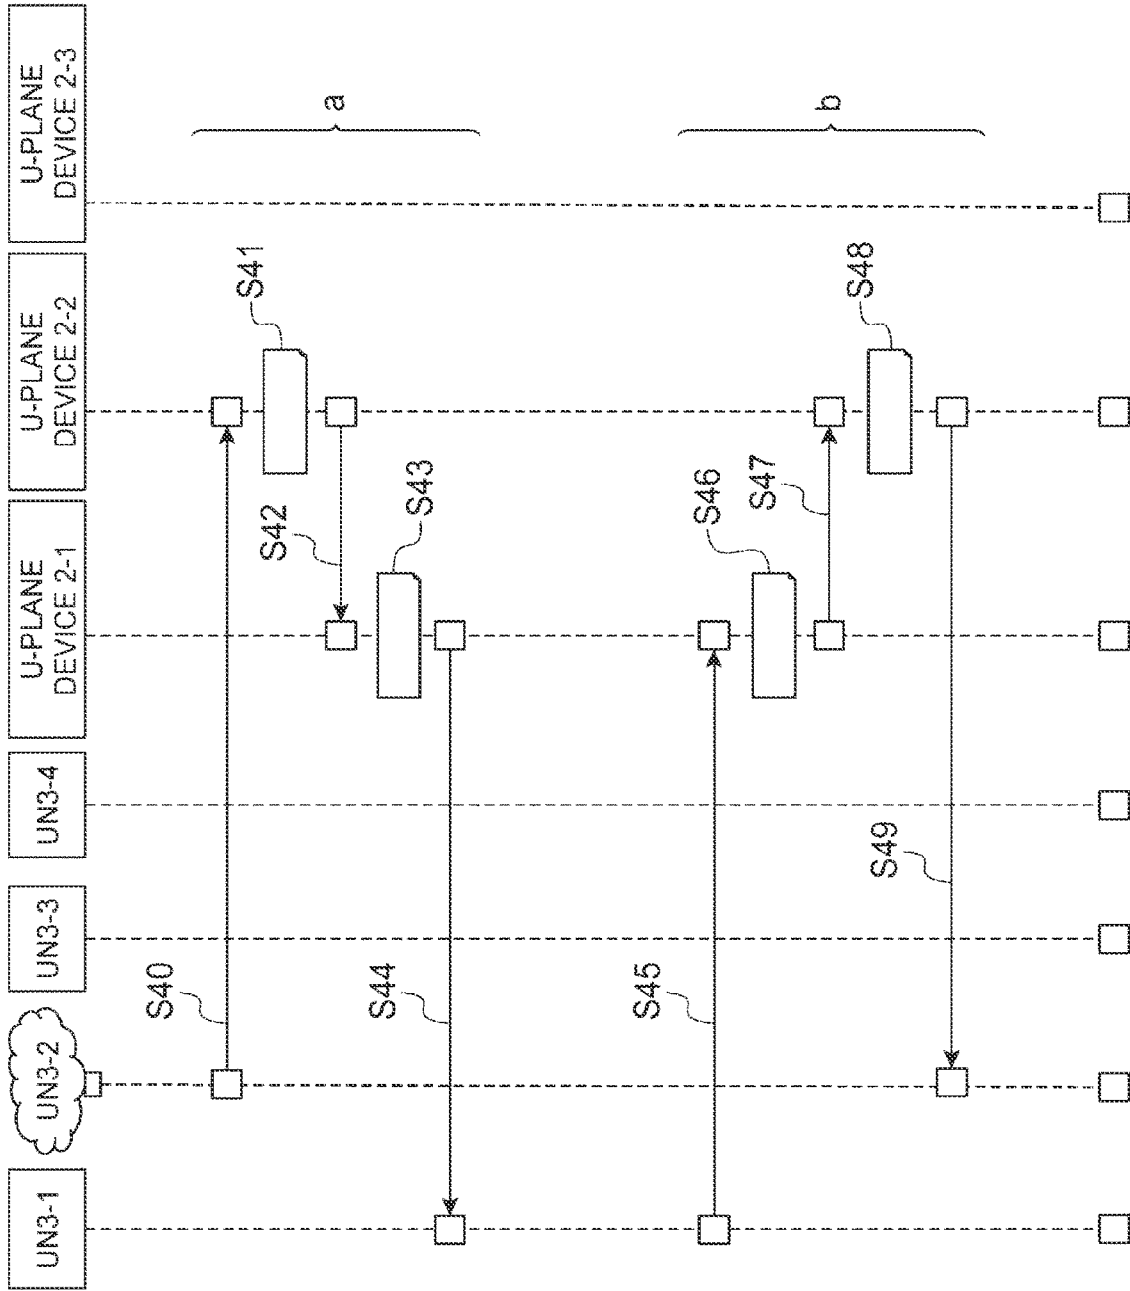 UN3-1
UN3-2
UN3-3
UN3-4
U-PLANE
DEVICE 2-1
U-PLANE
DEVICE 2-2
U-PLANE
DEVICE 2-3
S40
S41
S42
S43
S44
a
S45
S46
S47
S48
S49
b